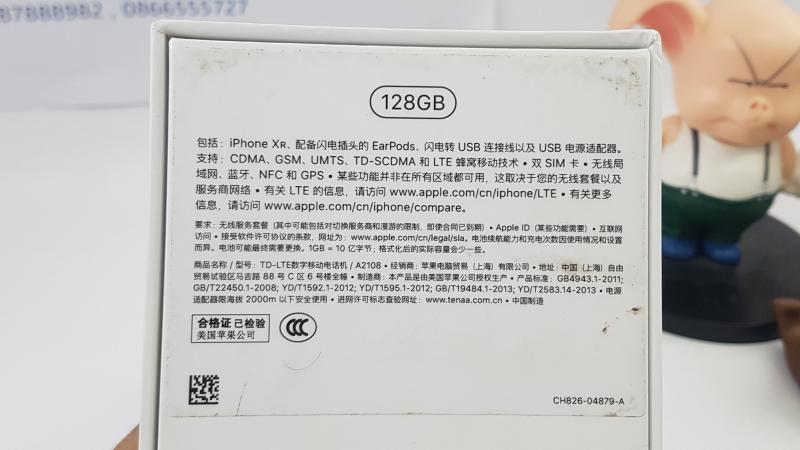 0878889B2 , 0866555727
128GB
包括：iPhone XR、配备闪电插头的 EarPods、闪电转 USB 连接线以及 USB 电源适配器。
支持：CDMA、GSM、UMTS、TD-SCDMA 和 LTE 蜂窝移动技术 • 双 SIM 卡 • 无线局
域网、蓝牙、NFC 和 GPS • 某些功能并非在所有区域都可用，这取决于您的无线套餐以及
服务商网络 • 有关 LTE 的信息，请访问 www.apple.com/cn/iphone/LTE • 有关更多
信息，请访问 www.apple.com/cn/iphone/compare。
要求：无线服务套餐（其中可能包括对切换服务商和漫游的限制，即使合同已到期）• Apple ID（某些功能需要）• 互联网
访问 • 接受软件许可协议的条款，网址为：www.apple.com/cn/legal/sla。电池续航能力和充电次数因使用情况和设置
而异。电池可能最终需要更换。1GB = 10 亿字节；格式化后的实际容量会少一些。
商品名称 / 型号：TD-LTE数字移动电话机 / A2108 • 经销商：苹果电脑贸易（上海）有限公司 • 地址：中国（上海）自由
贸易试验区马吉路 88 号 C 区 6 号楼全幢 • 制造商：本产品是由美国苹果公司授权生产 • 产品标准：GB4943.1-2011;
GB/T22450.1-2008; YD/T1592.1-2012; YD/T1595.1-2012; GB/T19484.1-2013; YD/T2583.14-2013 • 电源
适配器限海拔 2000m 以下安全使用 • 进网许可标志查验网址：www.tenaa.com.cn • 中国制造
合格证 已检验
美国苹果公司
CCC
CH826-04879-A